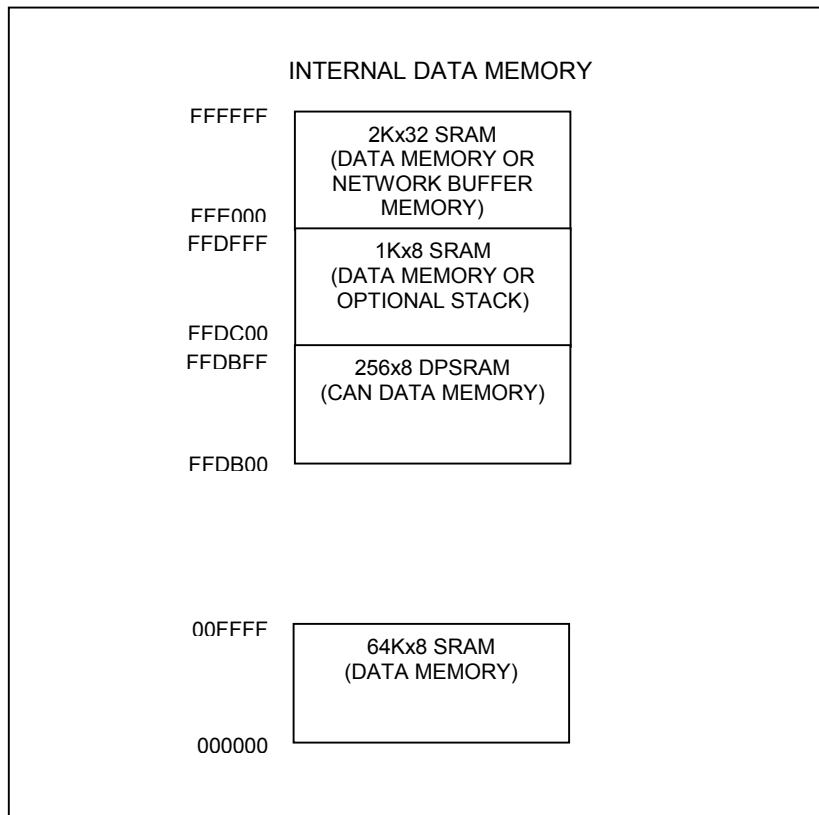 INTERNAL DATA MEMORY
FFFFFF
2Kx32 SRAM
(DATA MEMORY OR
NETWORK BUFFER
MEMORY)
FFE000
FFDFFF
1Kx8 SRAM
(DATA MEMORY OR
OPTIONAL STACK)
FFDC00
FFDBFF
256x8 DPSRAM
(CAN DATA MEMORY)
FFDB00
00FFFF
64Kx8 SRAM
(DATA MEMORY)
000000